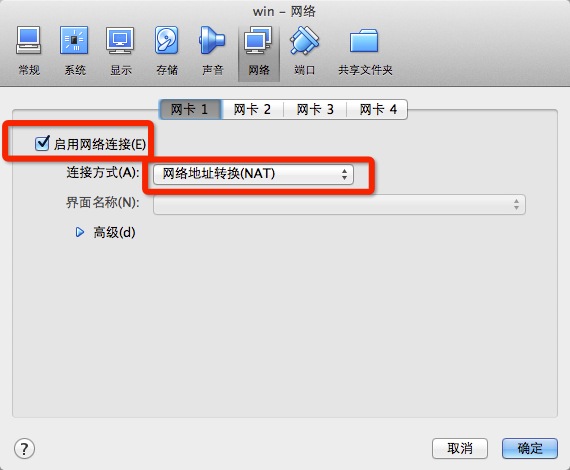 win – 网络
常规 系统 显示 存储 声音 网络 端口 共享文件夹
网卡 1 网卡 2 网卡 3 网卡 4
启用网络连接(E)
连接方式(A): 网络地址转换(NAT)
界面名称(N):
高级(d)
? 取消 确定